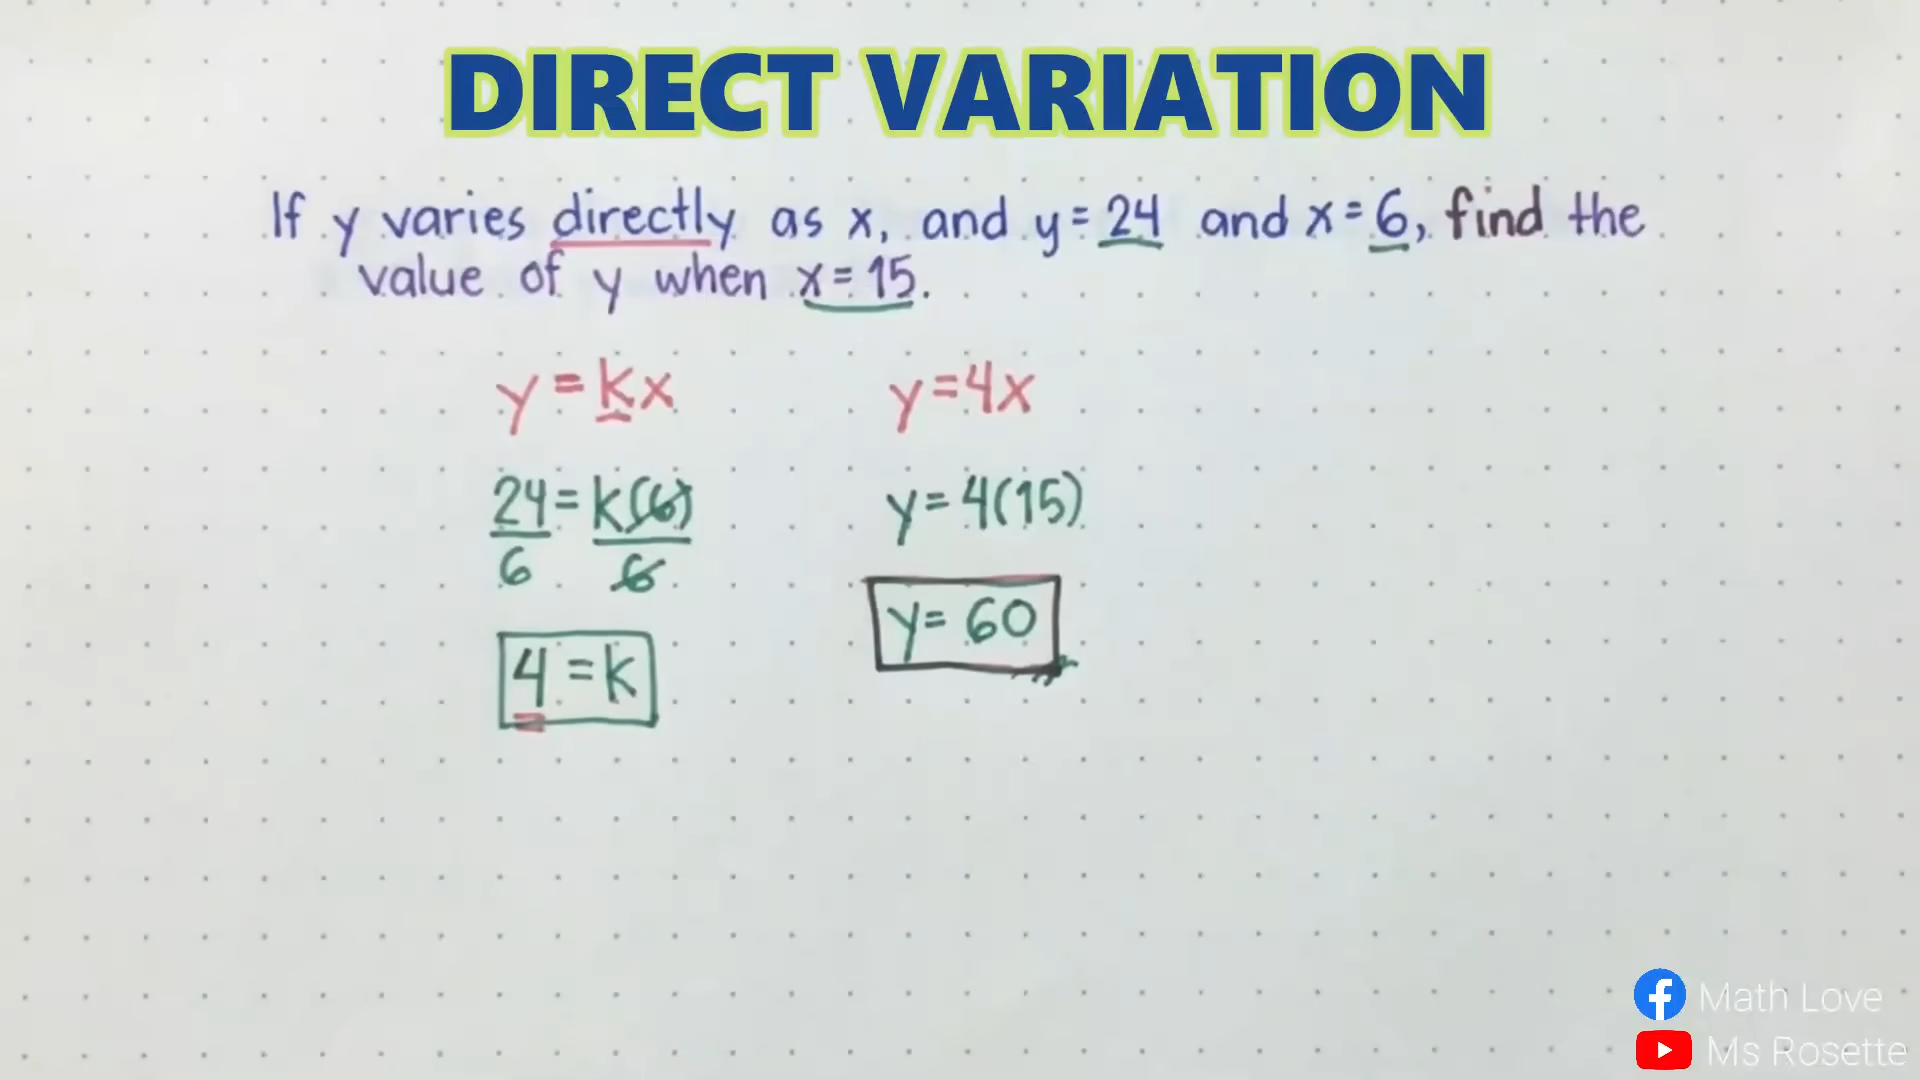 DIRECT VARIATION
If y varies directly as x, and y = 24 and x = 6, find the
value of y when x = 15.
y = kx
24 = k(6)
6 6
4 = k
y = 4x
y = 4(15)
y = 60
Math Love
Ms Rosette